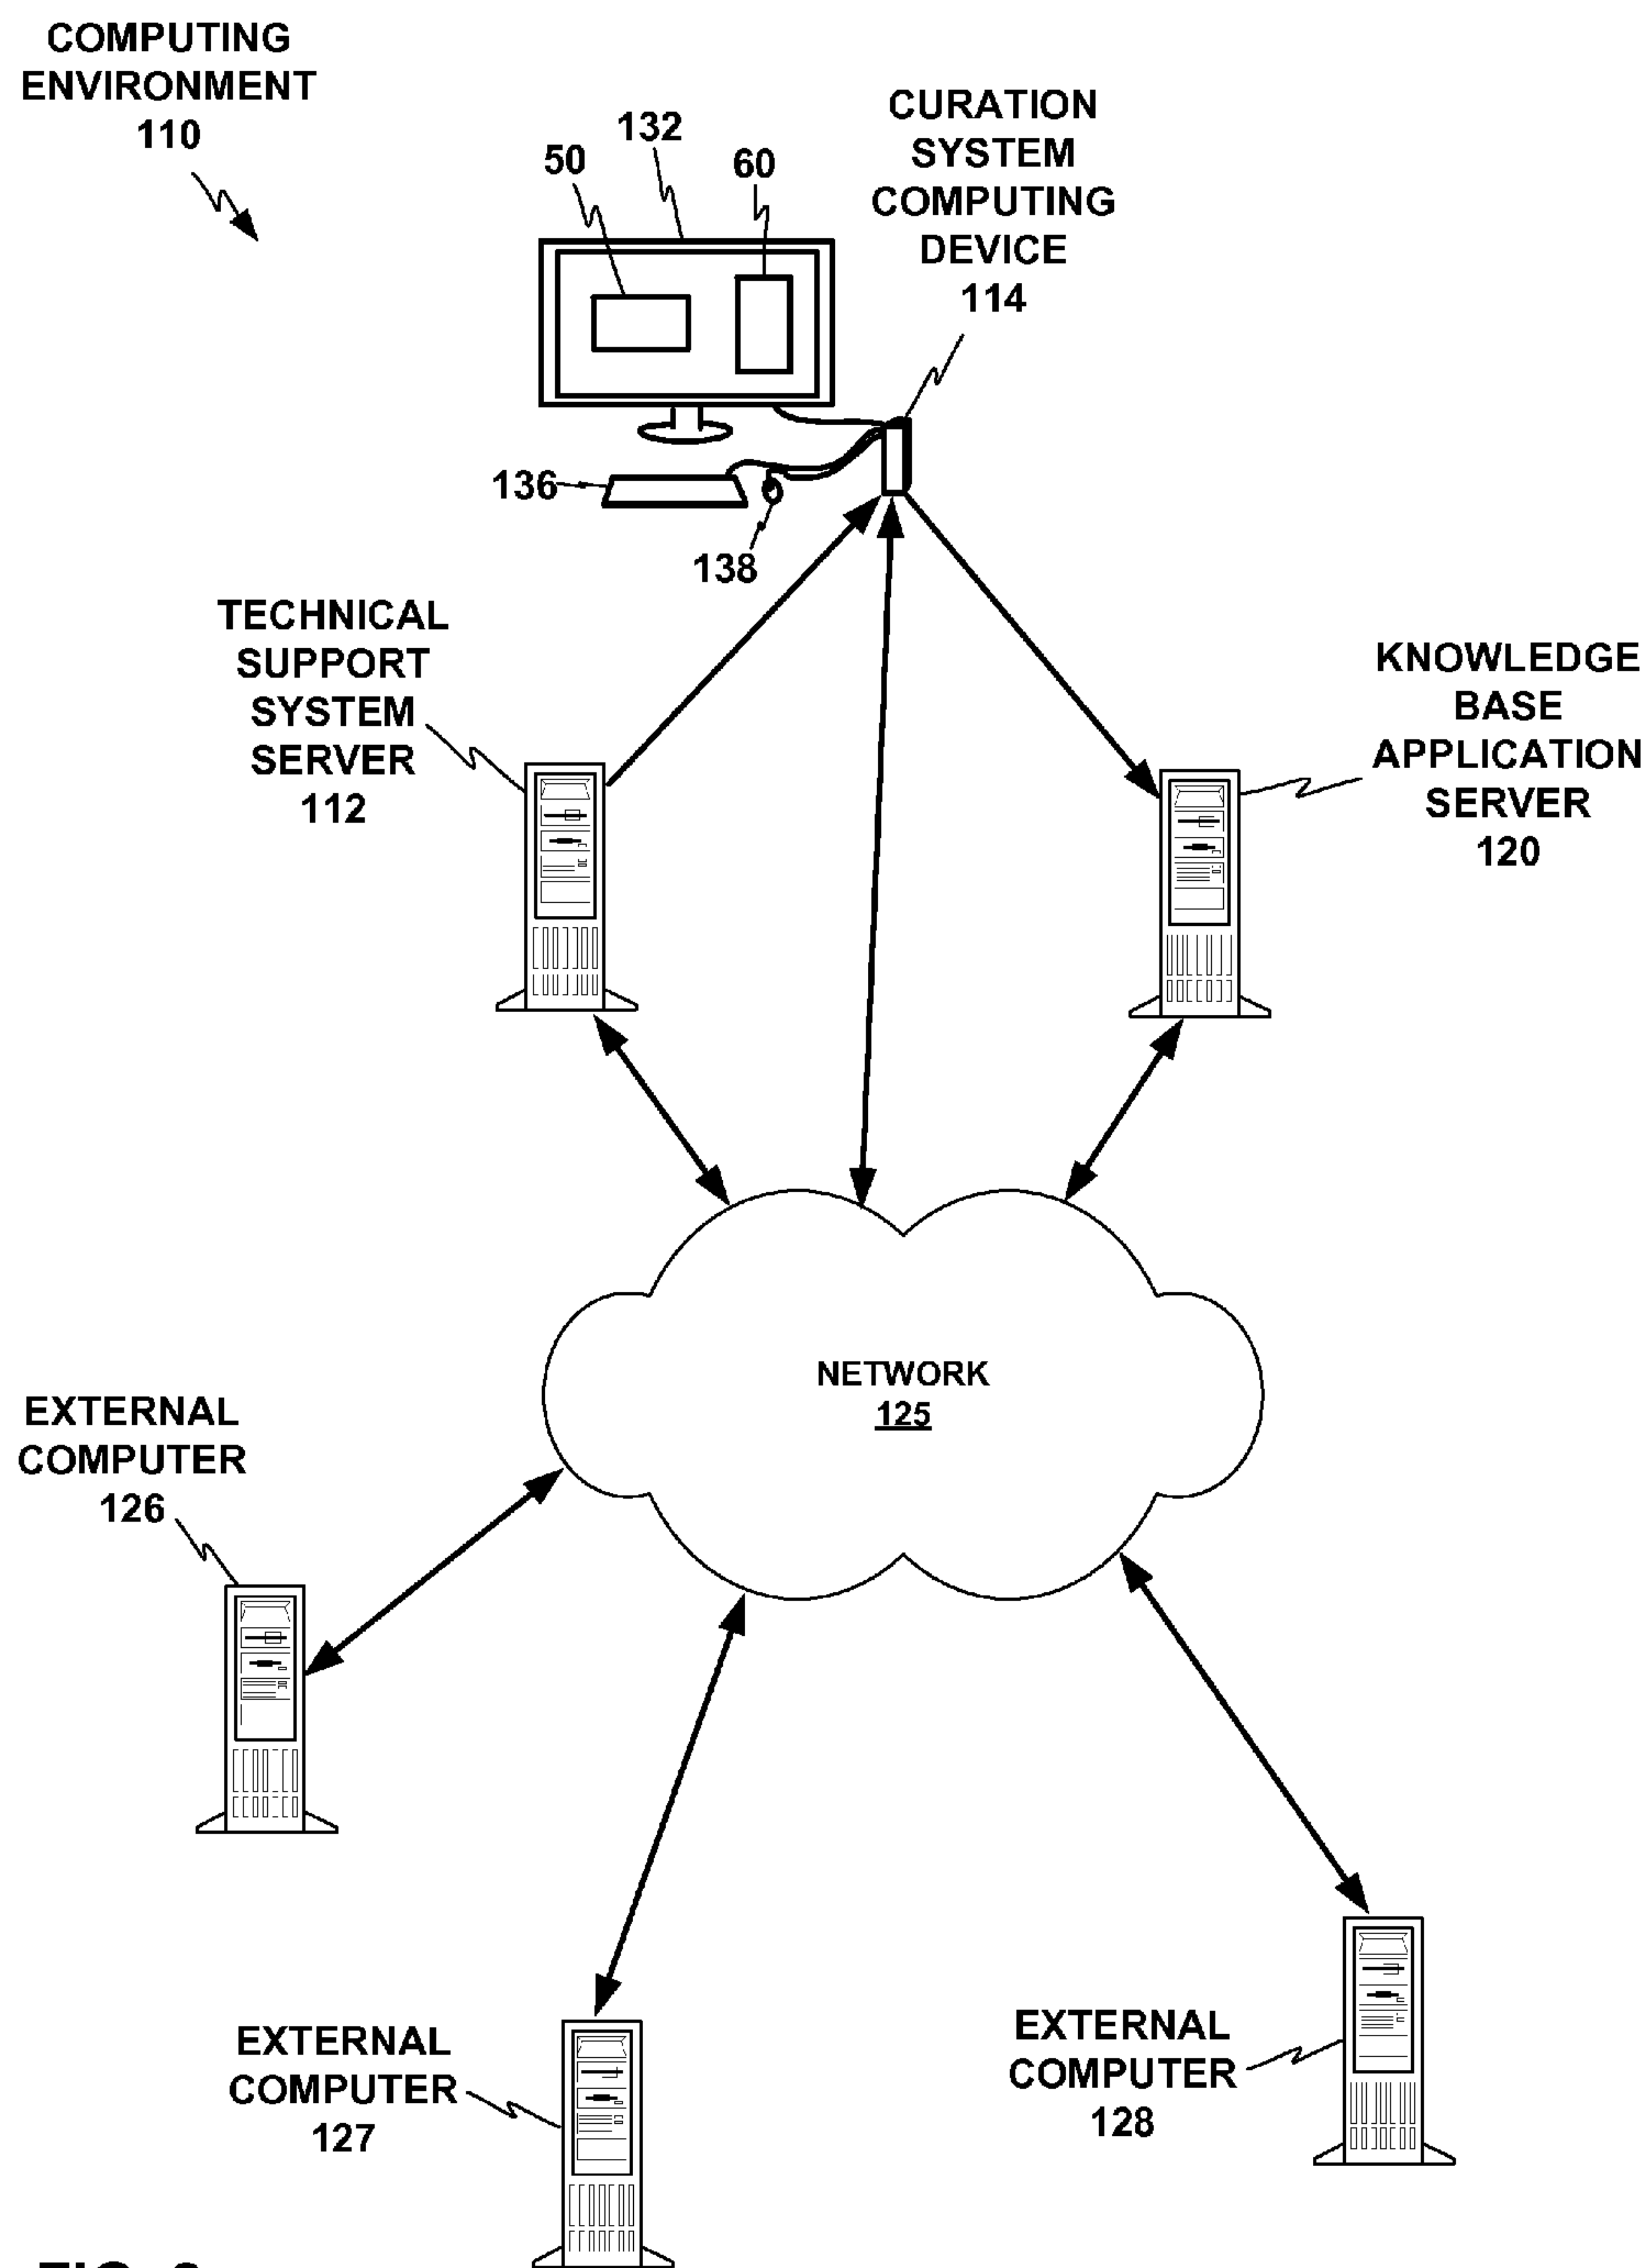 COMPUTING
ENVIRONMENT
110
132
50
60
CURATION
SYSTEM
COMPUTING
DEVICE
114
136
138
TECHNICAL
SUPPORT
SYSTEM
SERVER
112
KNOWLEDGE
BASE
APPLICATION
SERVER
120
NETWORK
125
EXTERNAL
COMPUTER
126
EXTERNAL
COMPUTER
127
EXTERNAL
COMPUTER
128